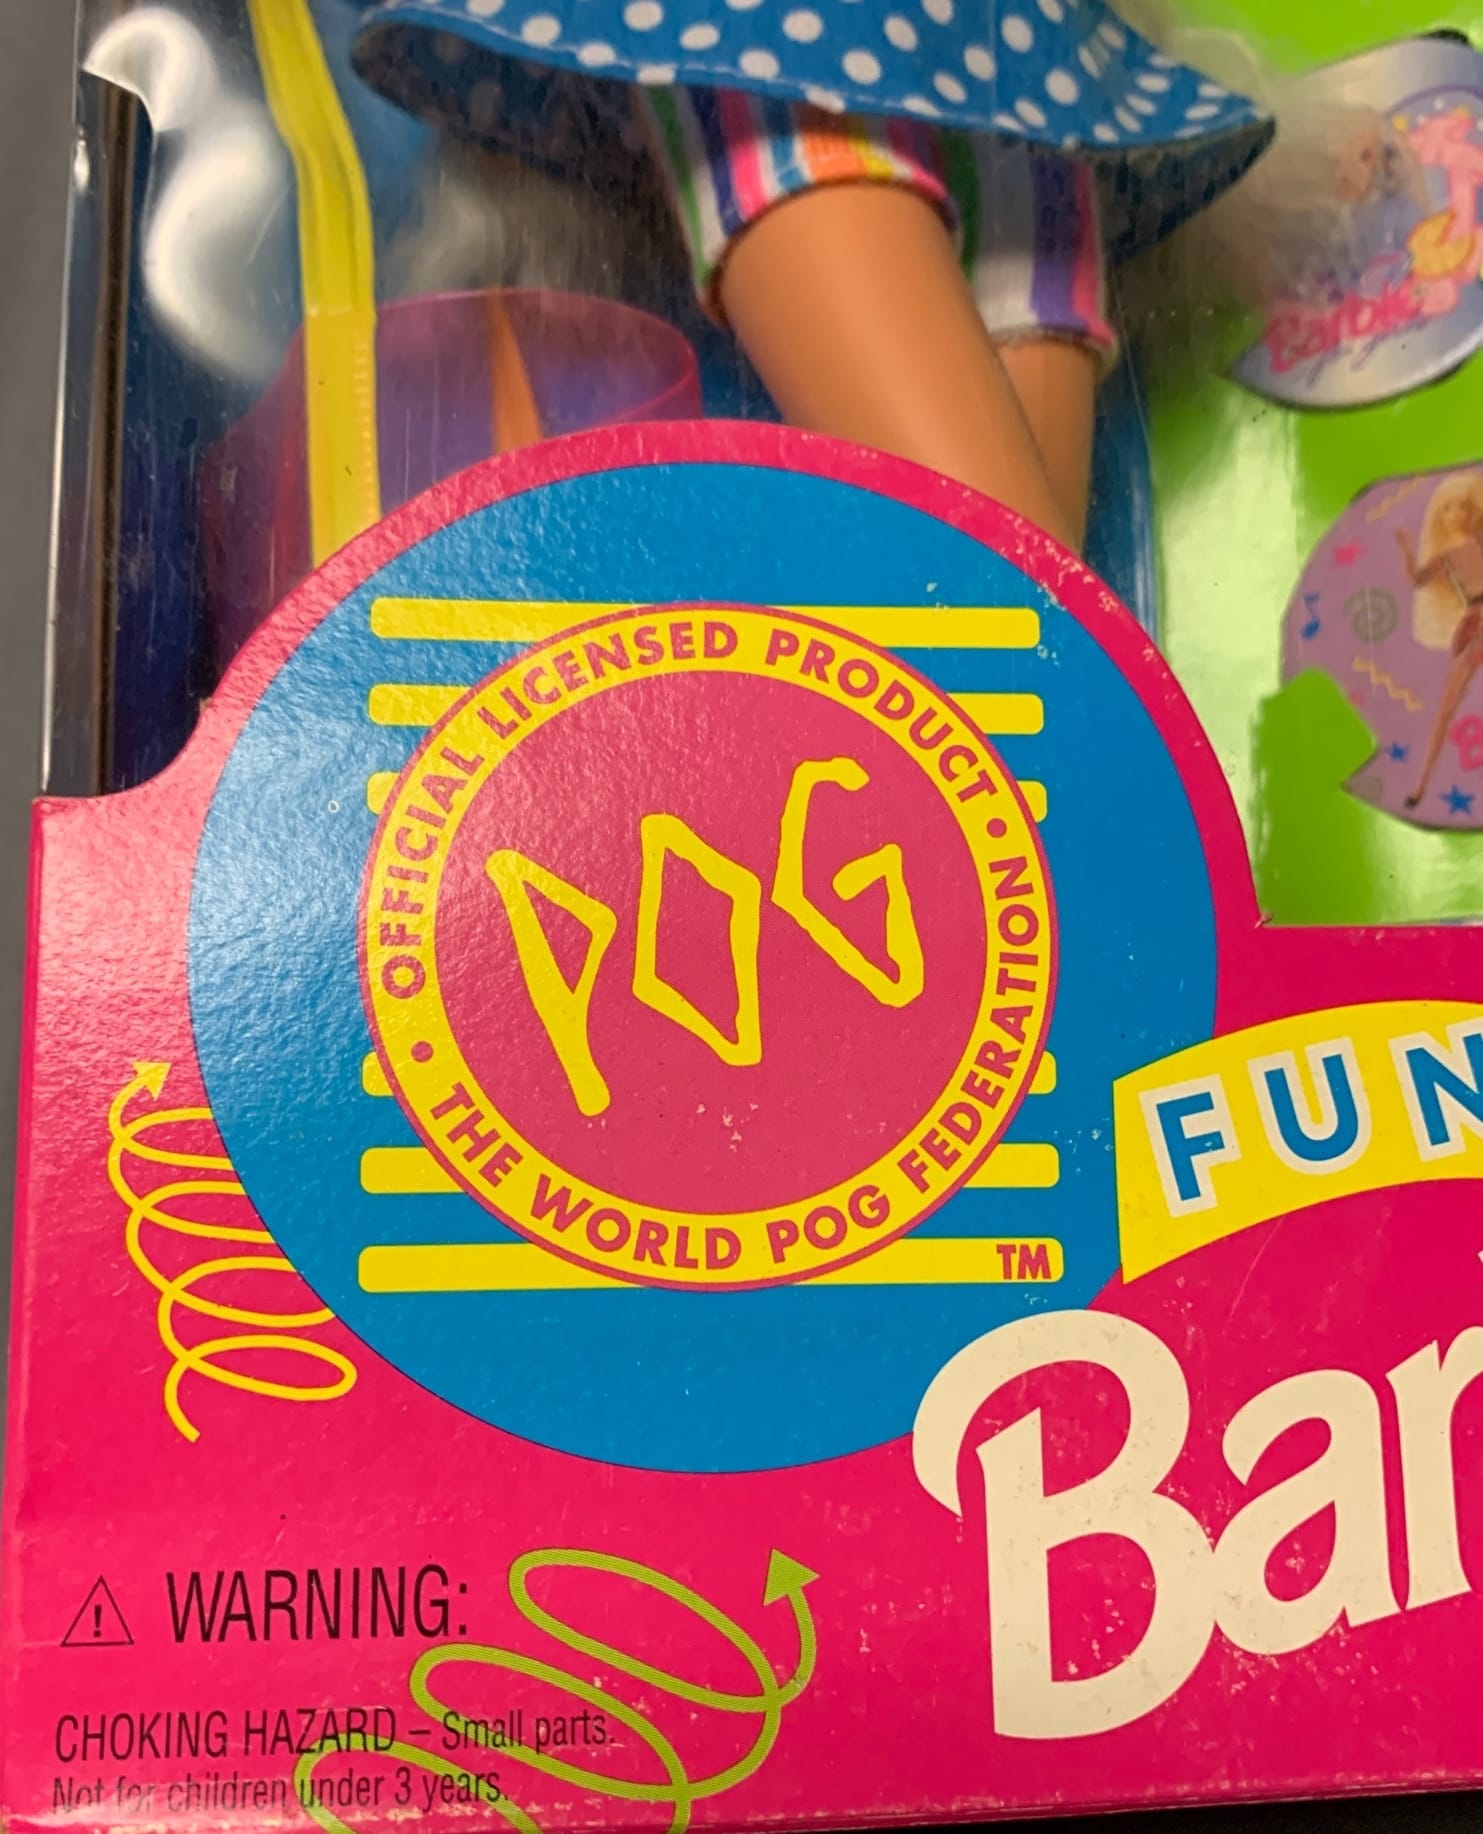 Barbie
OFFICIAL LICENSED PRODUCT •
POG
THE WORLD POG FEDERATION •
TM
FUN
Bar
⚠ WARNING:
CHOKING HAZARD – Small parts.
Not for children under 3 years.